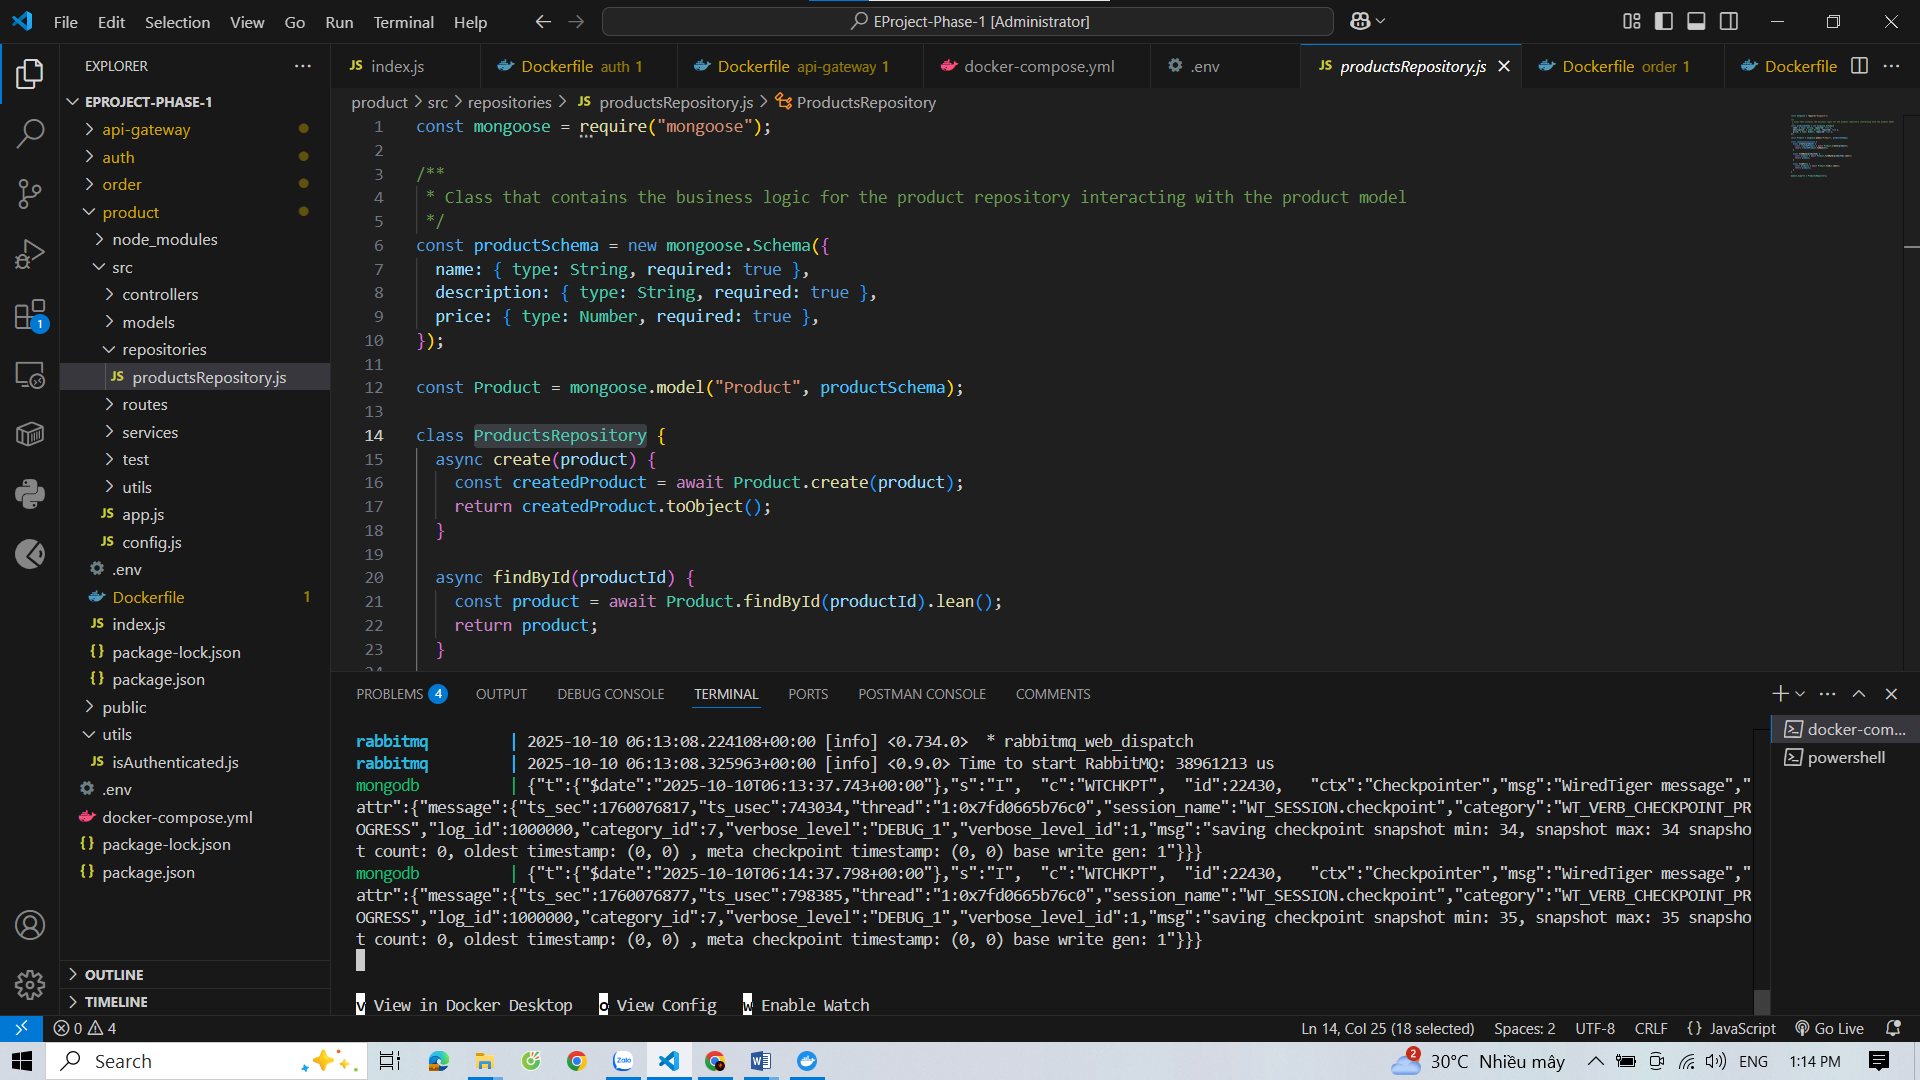 File Edit Selection View Go Run Terminal Help
EProject-Phase-1 [Administrator]
EXPLORER
EPROJECT-PHASE-1
api-gateway
auth
order
product
node_modules
src
controllers
models
repositories
JS productsRepository.js
routes
services
test
utils
JS app.js
JS config.js
.env
Dockerfile 1
JS index.js
{} package-lock.json
{} package.json
public
utils
JS isAuthenticated.js
.env
docker-compose.yml
{} package-lock.json
{} package.json
OUTLINE
TIMELINE
1
JS index.js
Dockerfile auth 1
Dockerfile api-gateway 1
docker-compose.yml
.env
JS productsRepository.js
Dockerfile order 1
Dockerfile
product > src > repositories > JS productsRepository.js > ProductsRepository
1 const mongoose = require("mongoose");
2
3 /**
4  * Class that contains the business logic for the product repository interacting with the product model
5  */
6 const productSchema = new mongoose.Schema({
7   name: { type: String, required: true },
8   description: { type: String, required: true },
9   price: { type: Number, required: true },
10 });
11
12 const Product = mongoose.model("Product", productSchema);
13
14 class ProductsRepository {
15   async create(product) {
16     const createdProduct = await Product.create(product);
17     return createdProduct.toObject();
18   }
19
20   async findById(productId) {
21     const product = await Product.findById(productId).lean();
22     return product;
23   }
PROBLEMS 4 OUTPUT DEBUG CONSOLE TERMINAL PORTS POSTMAN CONSOLE COMMENTS
rabbitmq | 2025-10-10 06:13:08.224108+00:00 [info] <0.734.0>  * rabbitmq_web_dispatch
rabbitmq | 2025-10-10 06:13:08.325963+00:00 [info] <0.9.0> Time to start RabbitMQ: 38961213 us
mongodb | {"t":{"$date":"2025-10-10T06:13:37.743+00:00"},"s":"I", "c":"WTCHKPT", "id":22430, "ctx":"Checkpointer","msg":"WiredTiger message","
attr":{"message":{"ts_sec":1760076817,"ts_usec":743034,"thread":"1:0x7fd0665b76c0","session_name":"WT_SESSION.checkpoint","category":"WT_VERB_CHECKPOINT_PR
OGRESS","log_id":1000000,"category_id":7,"verbose_level":"DEBUG_1","verbose_level_id":1,"msg":"saving checkpoint snapshot min: 34, snapshot max: 34 snapsho
t count: 0, oldest timestamp: (0, 0) , meta checkpoint timestamp: (0, 0) base write gen: 1"}}}
mongodb | {"t":{"$date":"2025-10-10T06:14:37.798+00:00"},"s":"I", "c":"WTCHKPT", "id":22430, "ctx":"Checkpointer","msg":"WiredTiger message","
attr":{"message":{"ts_sec":1760076877,"ts_usec":798385,"thread":"1:0x7fd0665b76c0","session_name":"WT_SESSION.checkpoint","category":"WT_VERB_CHECKPOINT_PR
OGRESS","log_id":1000000,"category_id":7,"verbose_level":"DEBUG_1","verbose_level_id":1,"msg":"saving checkpoint snapshot min: 35, snapshot max: 35 snapsho
t count: 0, oldest timestamp: (0, 0) , meta checkpoint timestamp: (0, 0) base write gen: 1"}}}
v View in Docker Desktop o View Config w Enable Watch
docker-com...
powershell
0 4
Ln 14, Col 25 (18 selected) Spaces: 2 UTF-8 CRLF {} JavaScript Go Live
Search
Zalo
2
30°C Nhiều mây
ENG
1:14 PM